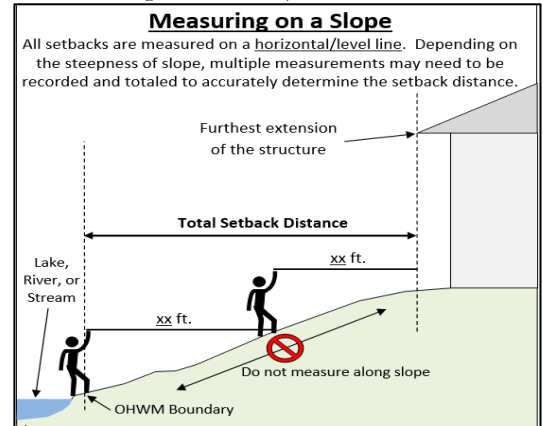 Measuring on a Slope
All setbacks are measured on a horizontal/level line. Depending on
the steepness of slope, multiple measurements may need to be
recorded and totaled to accurately determine the setback distance.
Furthest extension
of the structure
Total Setback Distance
xx ft.
Lake,
River, or
Stream
xx ft.
Do not measure along slope
OHWM Boundary